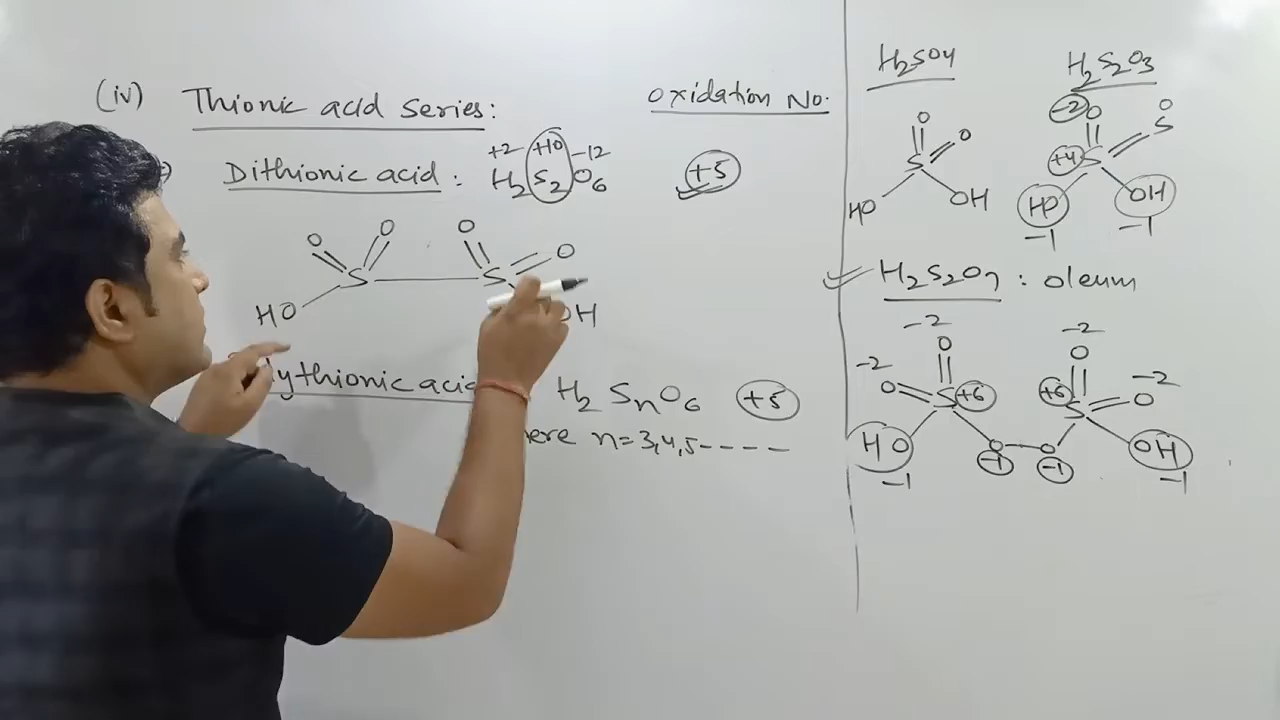 (iv) Thionic acid series: Oxidation No.
+2 +10 -12
Dithionic acid : H2S2O6 +5
O O O O
S S
HO OH
lythionic acid H2SnO6 +5
ere n=3,4,5----
H2SO4 H2S2O3
O -2 O O
O S
S +4 S
HO OH HO OH
-1 -1
H2S2O7 : oleum
-2 -2
-2 O O -2
O S +6 +6 S O
HO O O OH
-1 -1 -1 -1